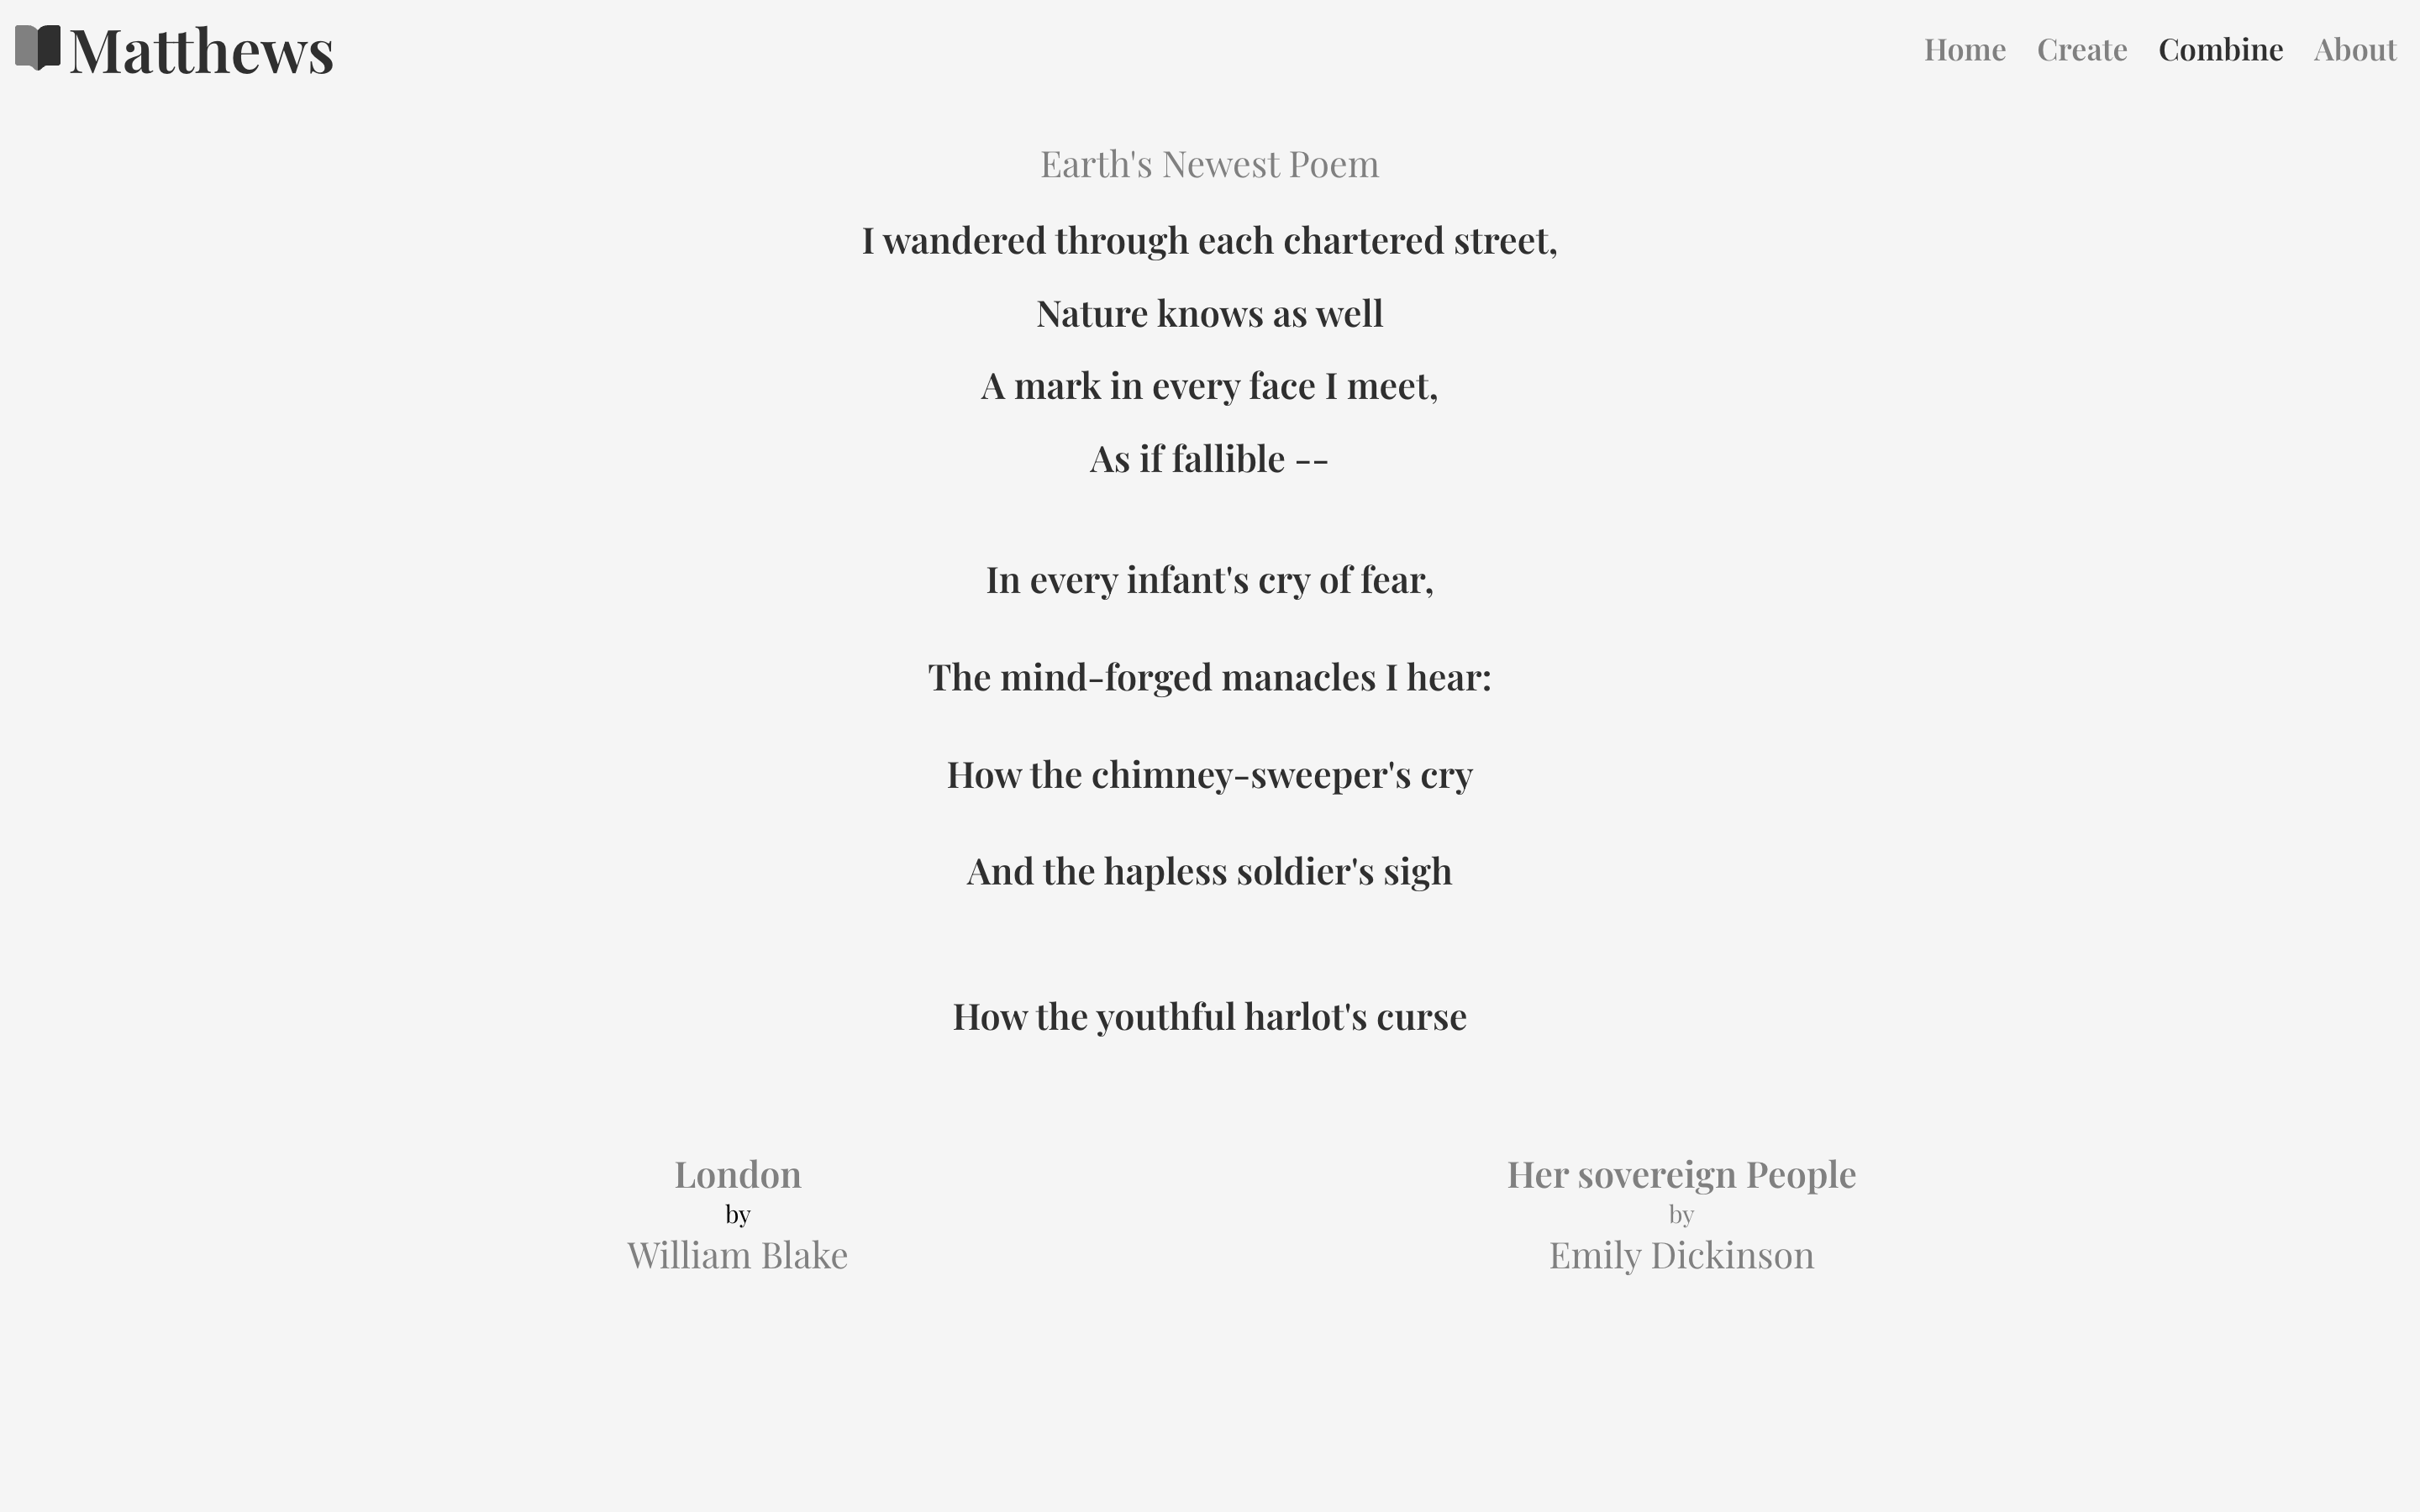 Matthews
Home Create Combine About
Earth's Newest Poem
I wandered through each chartered street,
Nature knows as well
A mark in every face I meet,
As if fallible --
In every infant's cry of fear,
The mind-forged manacles I hear:
How the chimney-sweeper's cry
And the hapless soldier's sigh
How the youthful harlot's curse
London
by
William Blake
Her sovereign People
by
Emily Dickinson